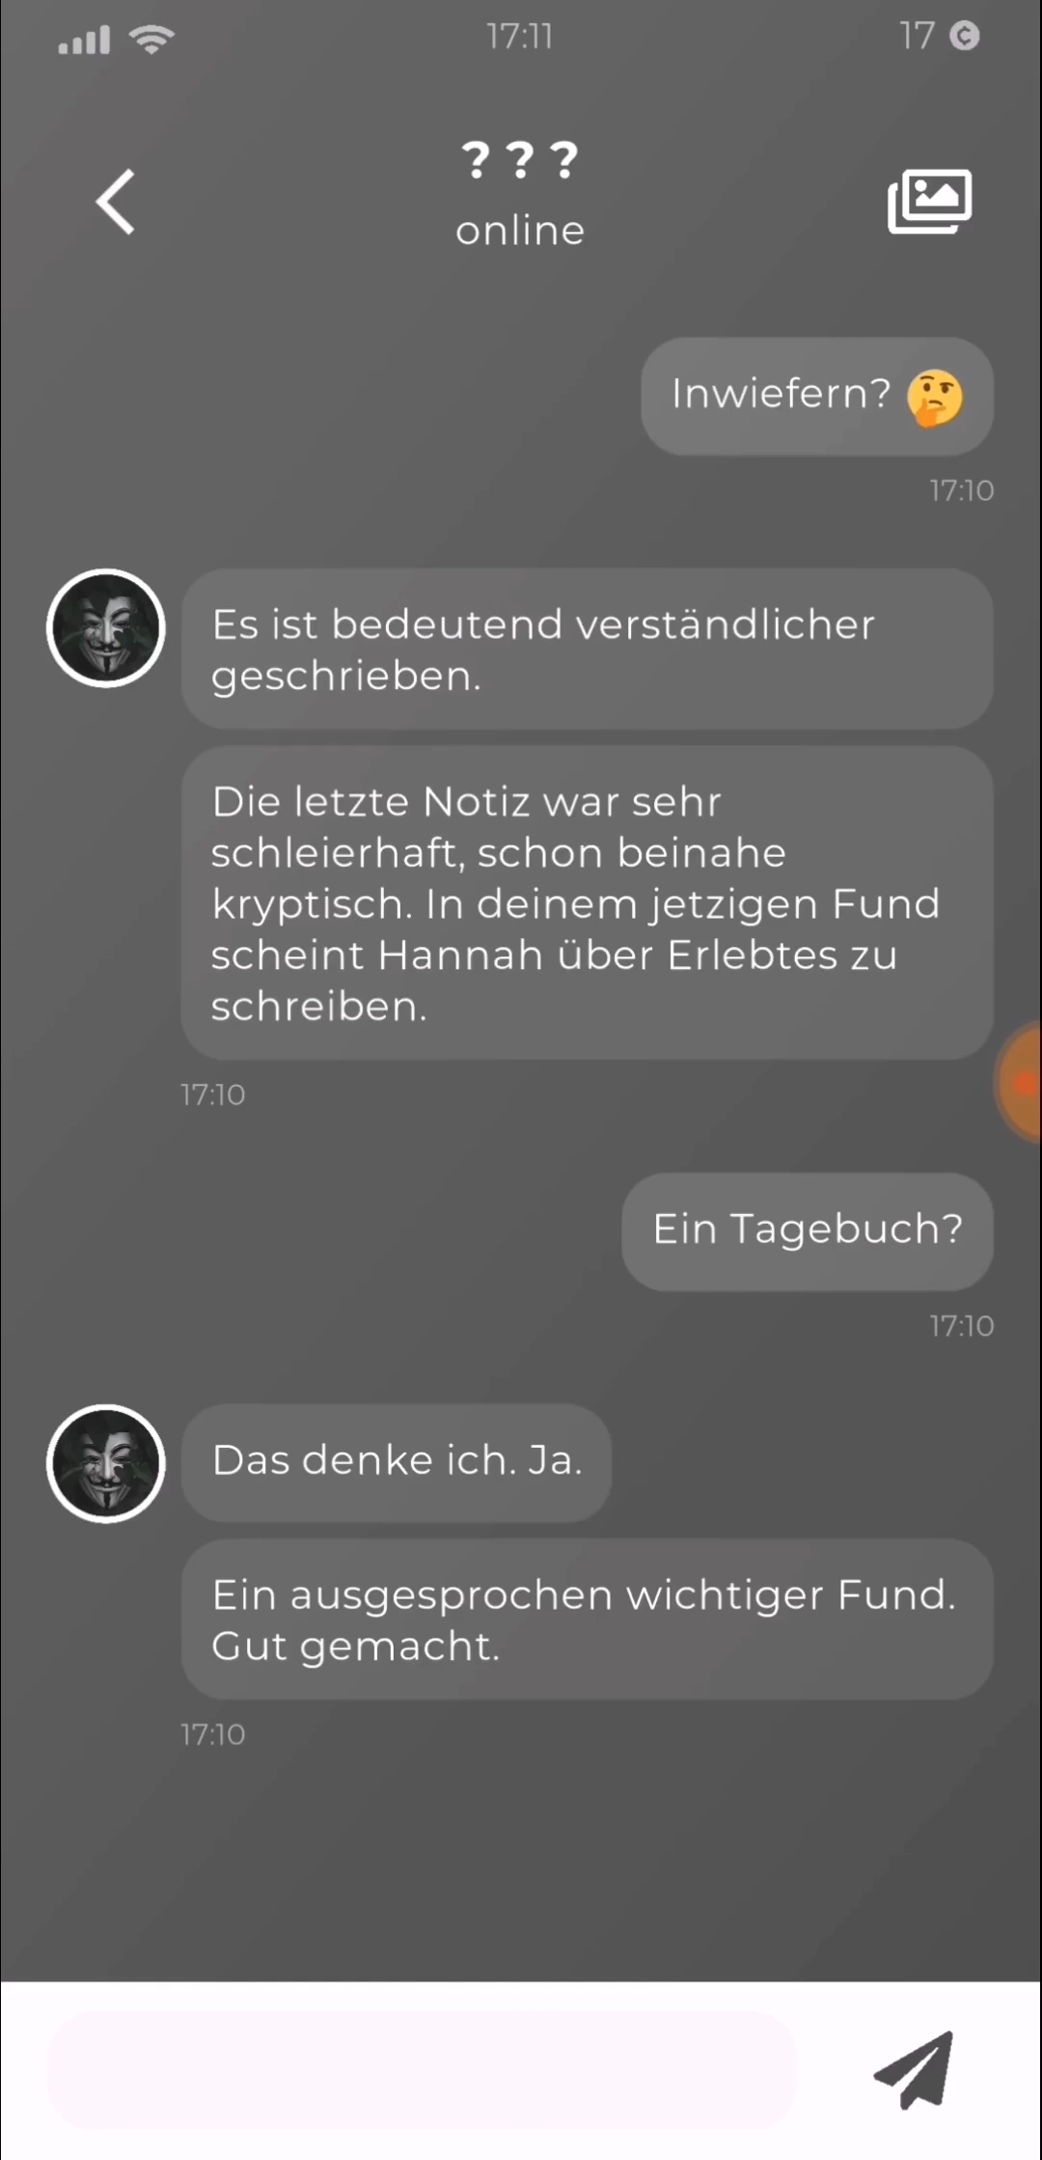 17:11
17
???
online
Inwiefern? 🤔
17:10
Es ist bedeutend verständlicher
geschrieben.
Die letzte Notiz war sehr
schleierhaft, schon beinahe
kryptisch. In deinem jetzigen Fund
scheint Hannah über Erlebtes zu
schreiben.
17:10
Ein Tagebuch?
17:10
Das denke ich. Ja.
Ein ausgesprochen wichtiger Fund.
Gut gemacht.
17:10